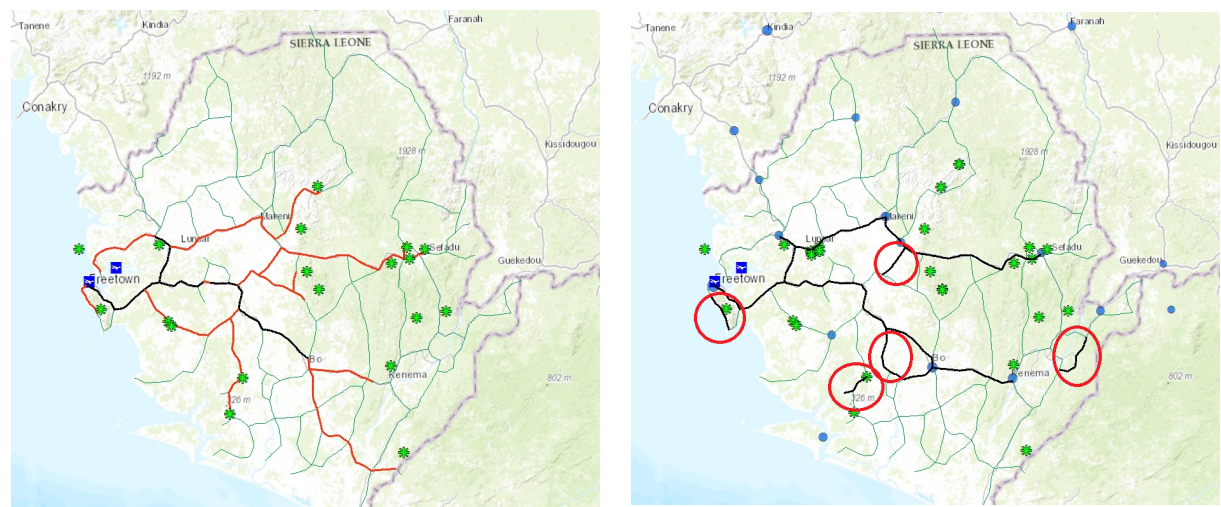 Tanene
Kindia
Faranah
SIERRA LEONE
1192 m
Conakry
Kissidougou
1928 m
Makeni
Lunsar
Sefadu
Guekedou
Freetown
Bo
Kenema
802 m
326 m
Tanene
Kindia
Faranah
SIERRA LEONE
1192 m
Conakry
Kissidougou
1928 m
Makeni
Sefadu
Guekedou
Freetown
Bo
Kenema
802 m
326 m